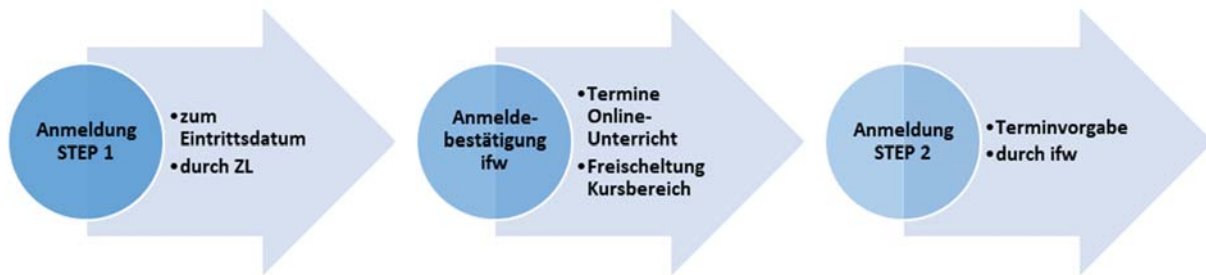 Anmeldung
STEP 1
•zum
Eintrittsdatum
•durch ZL
Anmelde-
bestätigung
ifw
•Termine
Online-
Unterricht
•Freischeltung
Kursbereich
Anmeldung
STEP 2
•Terminvorgabe
•durch ifw